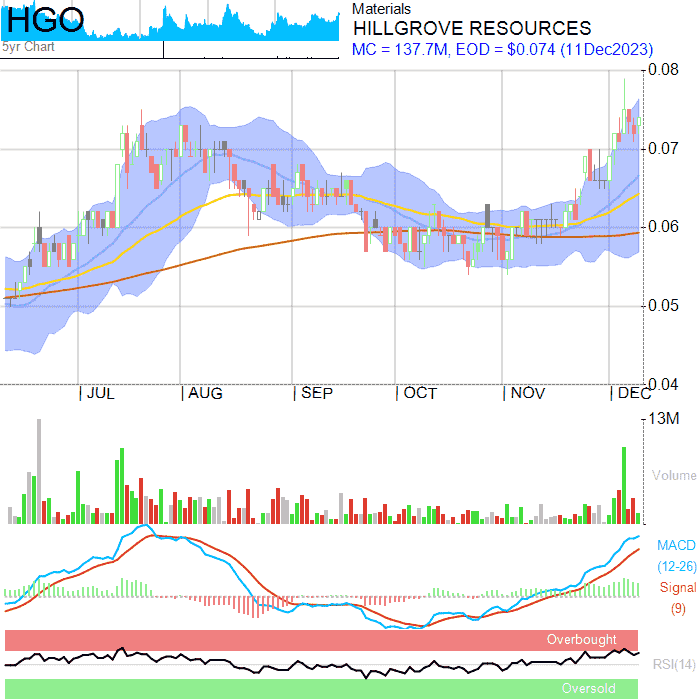 HGO
5yr Chart
Materials
HILLGROVE RESOURCES
MC = 137.7M, EOD = $0.074 (11Dec2023)
0.08
0.07
0.06
0.05
0.04
JUL AUG SEP OCT NOV DEC
13M
Volume
MACD
(12-26)
Signal
(9)
Overbought
RSI(14)
Oversold